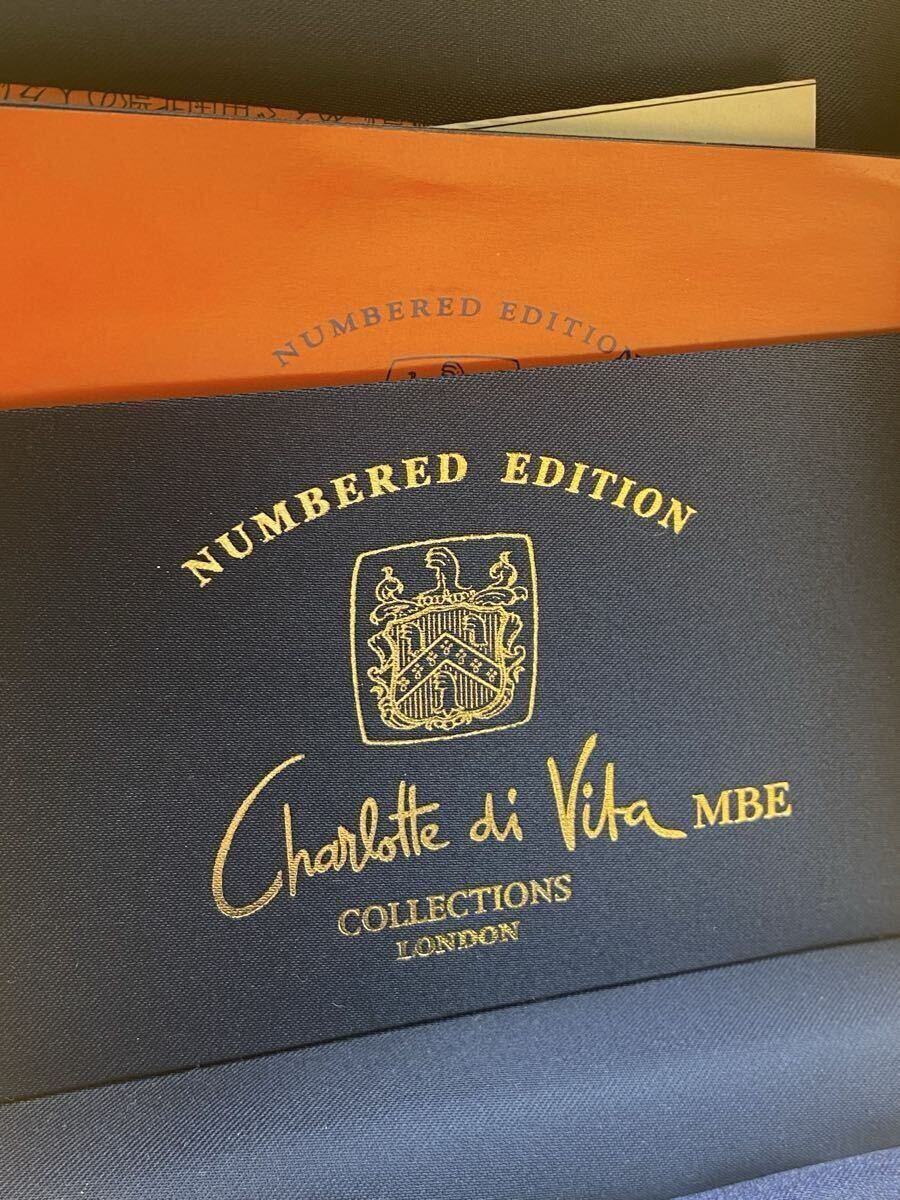 NUMBERED EDITION
NUMBERED EDITION
Charlotte di Vita MBE
COLLECTIONS
LONDON